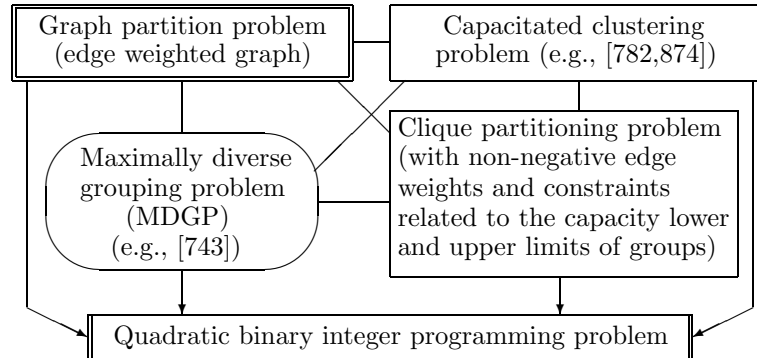 Graph partition problem
(edge weighted graph)
Capacitated clustering
problem (e.g., [782,874])
Maximally diverse
grouping problem
(MDGP)
(e.g., [743])
Clique partitioning problem
(with non-negative edge
weights and constraints
related to the capacity lower
and upper limits of groups)
Quadratic binary integer programming problem